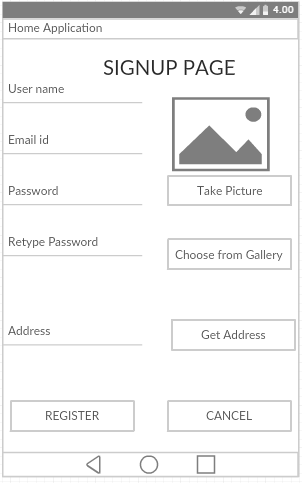 4.00
Home Application
SIGNUP PAGE
User name
Email id
Password
Take Picture
Retype Password
Choose from Gallery
Address
Get Address
REGISTER
CANCEL